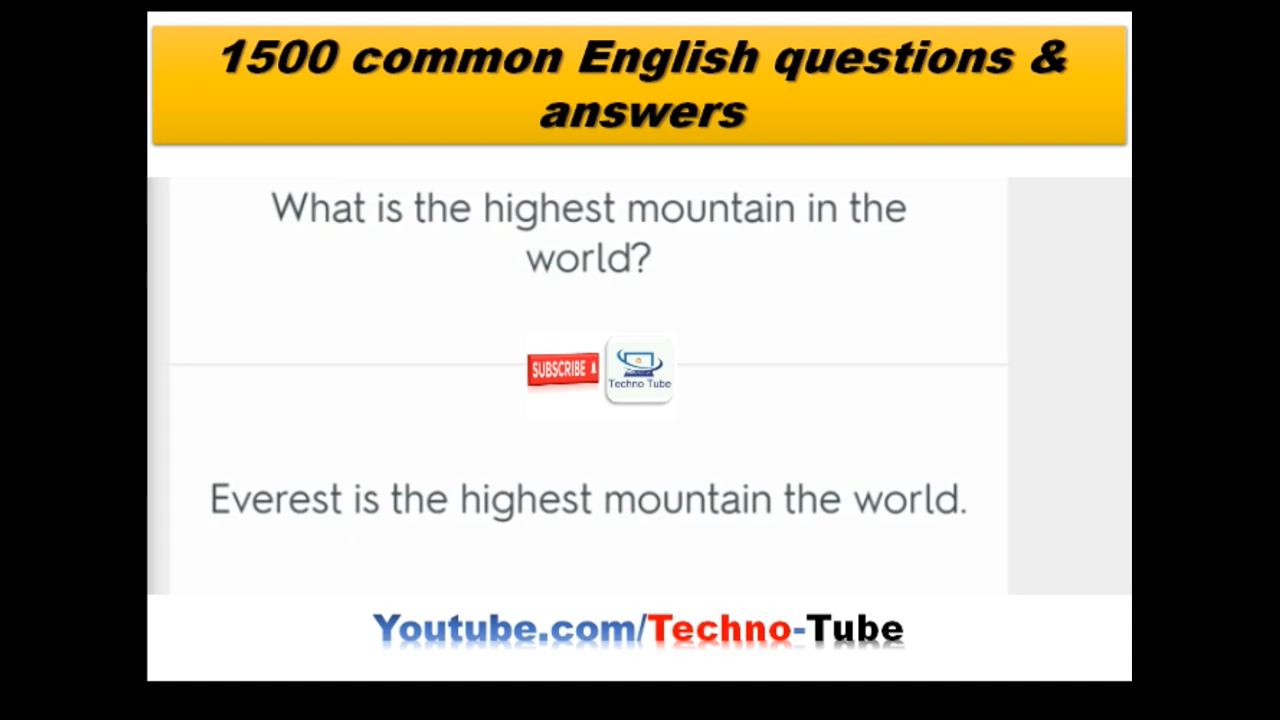 1500 common English questions &
answers
What is the highest mountain in the
world?
SUBSCRIBE
Techno Tube
Everest is the highest mountain the world.
Youtube.com/Techno-Tube